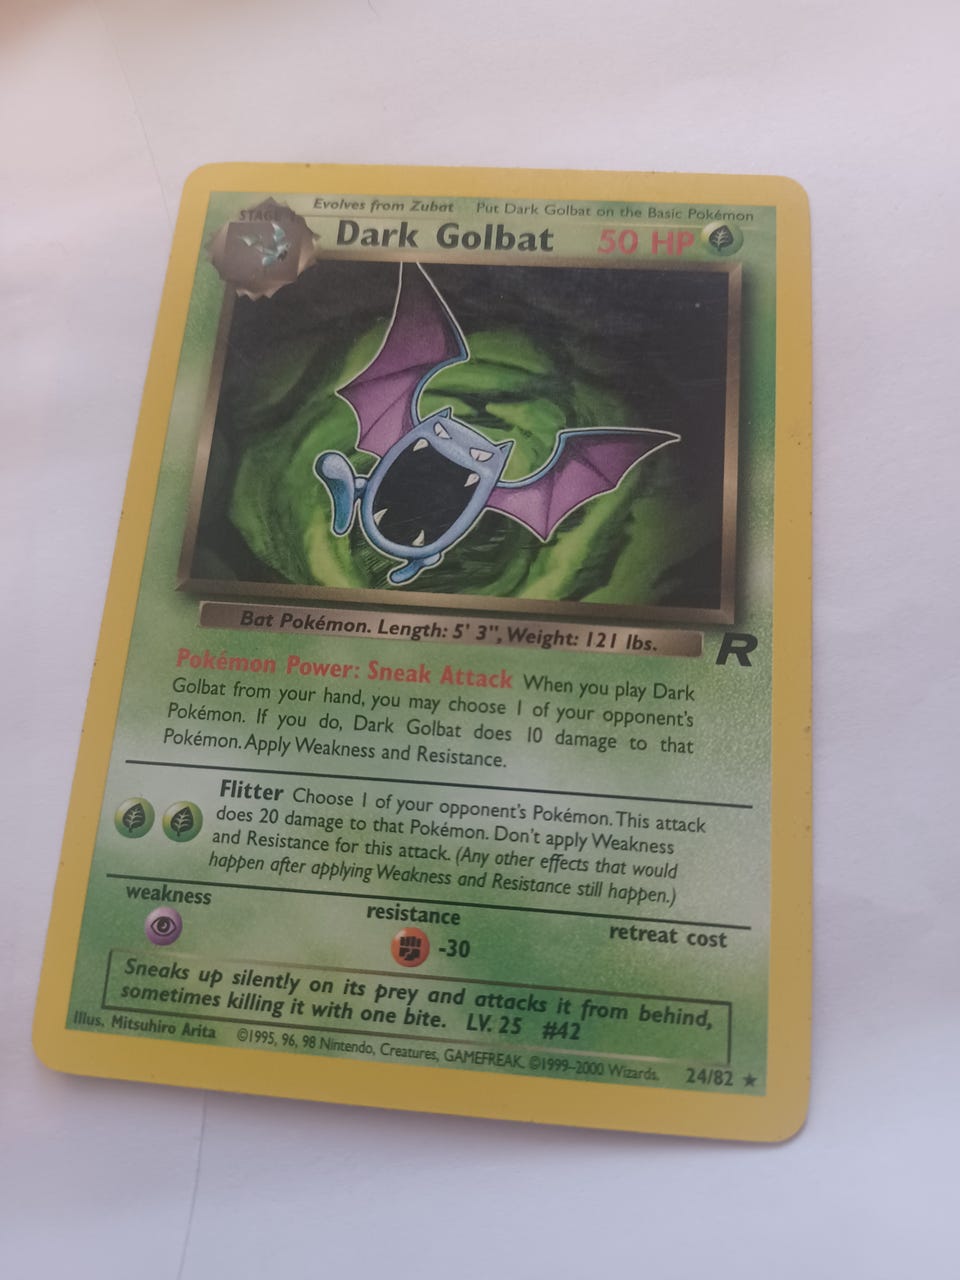 Evolves from Zubat Put Dark Golbat on the Basic Pokémon
STAGE 1
Dark Golbat 50 HP
Bat Pokémon. Length: 5' 3", Weight: 121 lbs.
R
Pokémon Power: Sneak Attack When you play Dark
Golbat from your hand, you may choose 1 of your opponent's
Pokémon. If you do, Dark Golbat does 10 damage to that
Pokémon. Apply Weakness and Resistance.
Flitter Choose 1 of your opponent's Pokémon. This attack
does 20 damage to that Pokémon. Don't apply Weakness
and Resistance for this attack. (Any other effects that would
happen after applying Weakness and Resistance still happen.)
weakness resistance retreat cost
-30
Sneaks up silently on its prey and attacks it from behind,
sometimes killing it with one bite. LV. 25 #42
Illus. Mitsuhiro Arita ©1995, 96, 98 Nintendo, Creatures, GAMEFREAK. ©1999–2000 Wizards. 24/82 ★